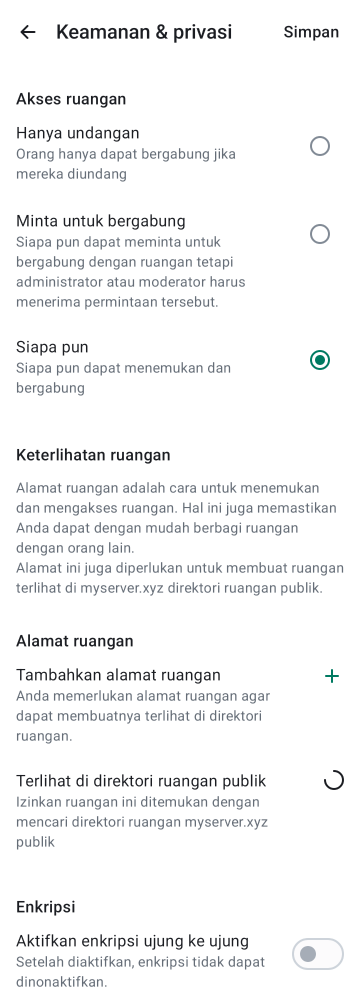 Keamanan & privasi
Simpan
Akses ruangan
Hanya undangan
Orang hanya dapat bergabung jika
mereka diundang
Minta untuk bergabung
Siapa pun dapat meminta untuk
bergabung dengan ruangan tetapi
administrator atau moderator harus
menerima permintaan tersebut.
Siapa pun
Siapa pun dapat menemukan dan
bergabung
Keterlihatan ruangan
Alamat ruangan adalah cara untuk menemukan
dan mengakses ruangan. Hal ini juga memastikan
Anda dapat dengan mudah berbagi ruangan
dengan orang lain.
Alamat ini juga diperlukan untuk membuat ruangan
terlihat di myserver.xyz direktori ruangan publik.
Alamat ruangan
Tambahkan alamat ruangan
Anda memerlukan alamat ruangan agar
dapat membuatnya terlihat di direktori
ruangan.
Terlihat di direktori ruangan publik
Izinkan ruangan ini ditemukan dengan
mencari direktori ruangan myserver.xyz
publik
Enkripsi
Aktifkan enkripsi ujung ke ujung
Setelah diaktifkan, enkripsi tidak dapat
dinonaktifkan.